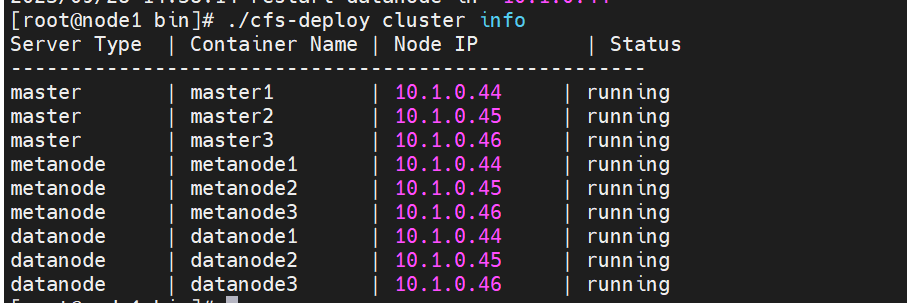 [root@node1 bin]# ./cfs-deploy cluster info
Server Type  | Container Name | Node IP         | Status
-----------------------------------------------------
master       | master1        | 10.1.0.44     | running
master       | master2        | 10.1.0.45     | running
master       | master3        | 10.1.0.46     | running
metanode     | metanode1      | 10.1.0.44     | running
metanode     | metanode2      | 10.1.0.45     | running
metanode     | metanode3      | 10.1.0.46     | running
datanode     | datanode1      | 10.1.0.44     | running
datanode     | datanode2      | 10.1.0.45     | running
datanode     | datanode3      | 10.1.0.46     | running
[root@node1 bin]#